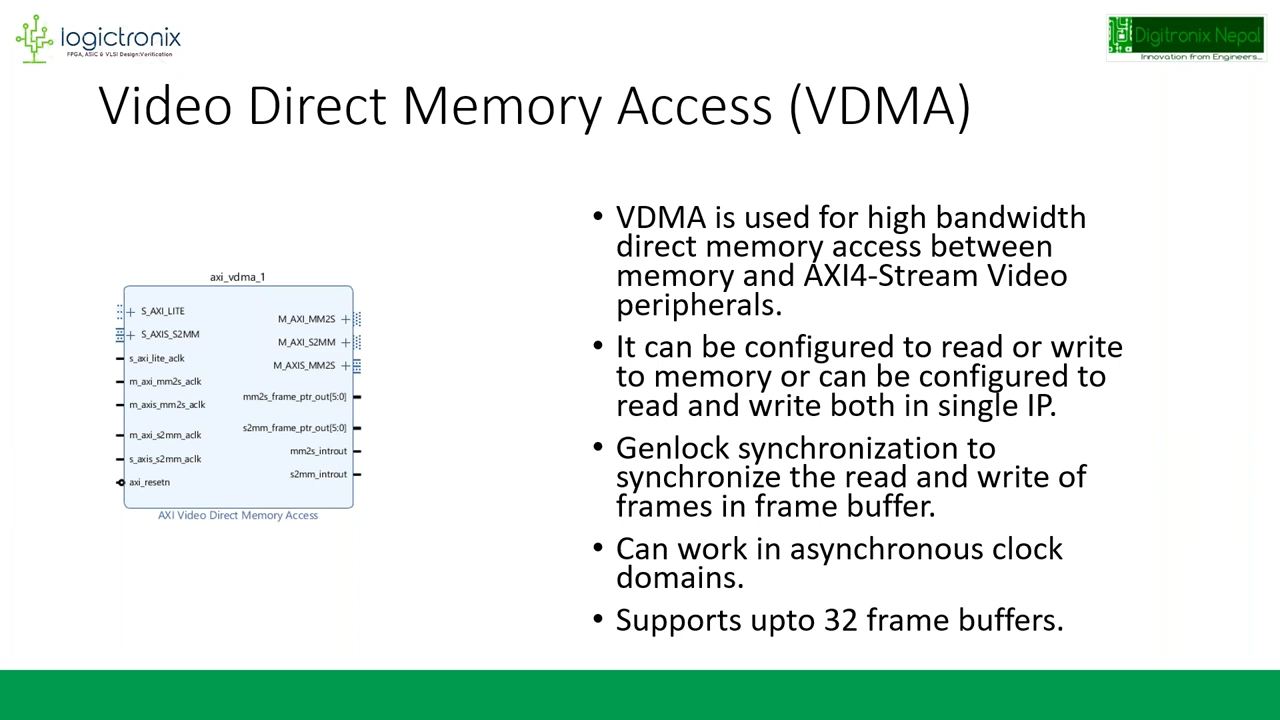 logictronix
FPGA, ASIC & VLSI Design:Verification
Digitronix Nepal
Innovation from Engineers...
Video Direct Memory Access (VDMA)
axi_vdma_1
S_AXI_LITE
S_AXIS_S2MM
s_axi_lite_aclk
m_axi_mm2s_aclk
m_axis_mm2s_aclk
m_axi_s2mm_aclk
s_axis_s2mm_aclk
axi_resetn
M_AXI_MM2S
M_AXI_S2MM
M_AXIS_MM2S
mm2s_frame_ptr_out[5:0]
s2mm_frame_ptr_out[5:0]
mm2s_introut
s2mm_introut
AXI Video Direct Memory Access
• VDMA is used for high bandwidth
direct memory access between
memory and AXI4-Stream Video
peripherals.
• It can be configured to read or write
to memory or can be configured to
read and write both in single IP.
• Genlock synchronization to
synchronize the read and write of
frames in frame buffer.
• Can work in asynchronous clock
domains.
• Supports upto 32 frame buffers.